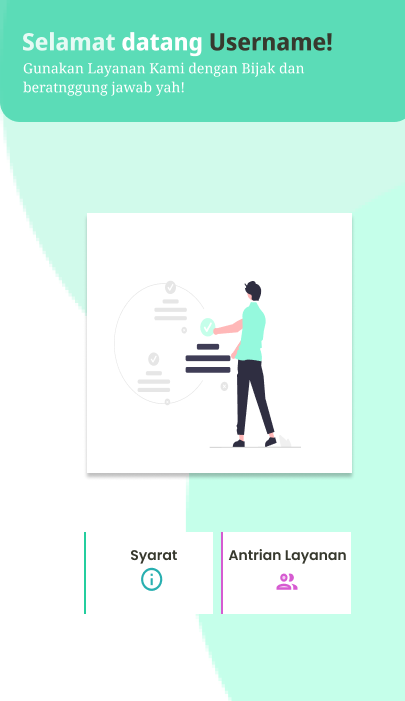 Selamat datang Username!
Gunakan Layanan Kami dengan Bijak dan
beratnggung jawab yah!
Syarat
Antrian Layanan